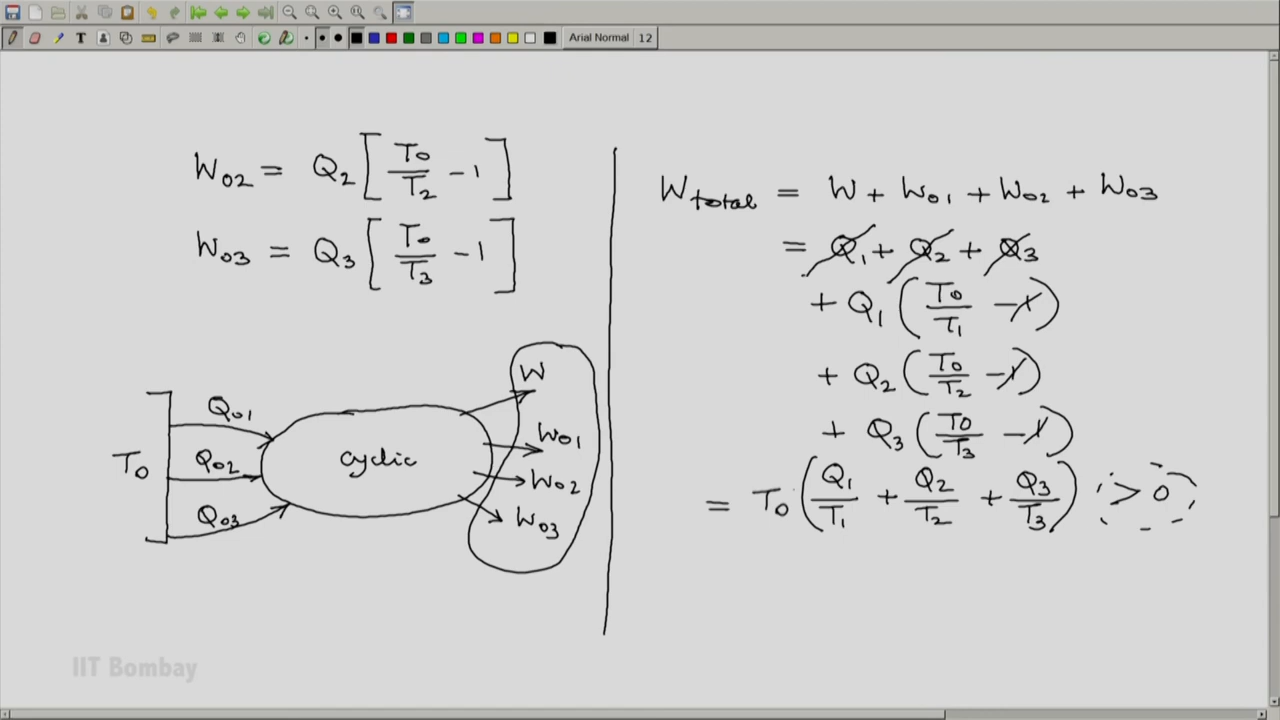 Arial Normal 12
W02 = Q2 [ T0/T2 - 1 ]
W03 = Q3 [ T0/T3 - 1 ]
T0
Q01
Q02
Q03
cyclic
W
W01
W02
W03
Wtotal = W + W01 + W02 + W03
= Q1 + Q2 + Q3
+ Q1 ( T0/T1 - 1 )
+ Q2 ( T0/T2 - 1 )
+ Q3 ( T0/T3 - 1 )
= T0 ( Q1/T1 + Q2/T2 + Q3/T3 ) > 0
IIT Bombay